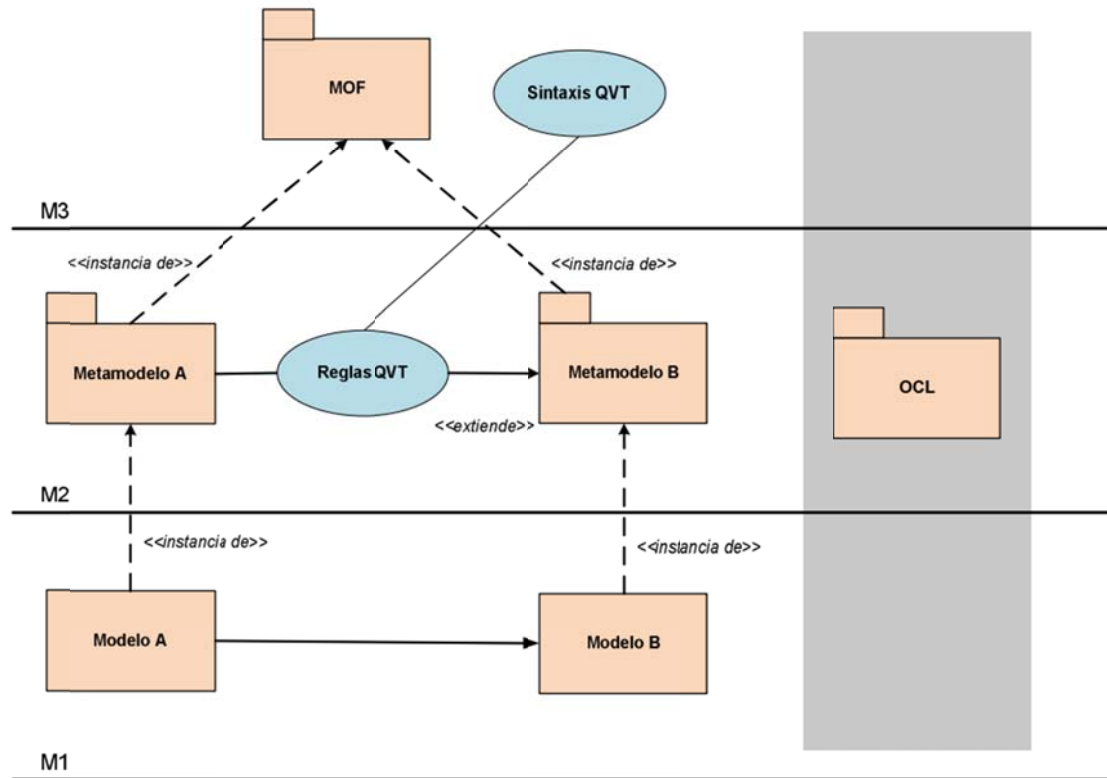 MOF
Sintaxis QVT
M3
<<instancia de>>
<<instancia de>>
Metamodelo A
Reglas QVT
Metamodelo B
OCL
<<extiende>>
M2
<<instancia de>>
<<instancia de>>
Modelo A
Modelo B
M1